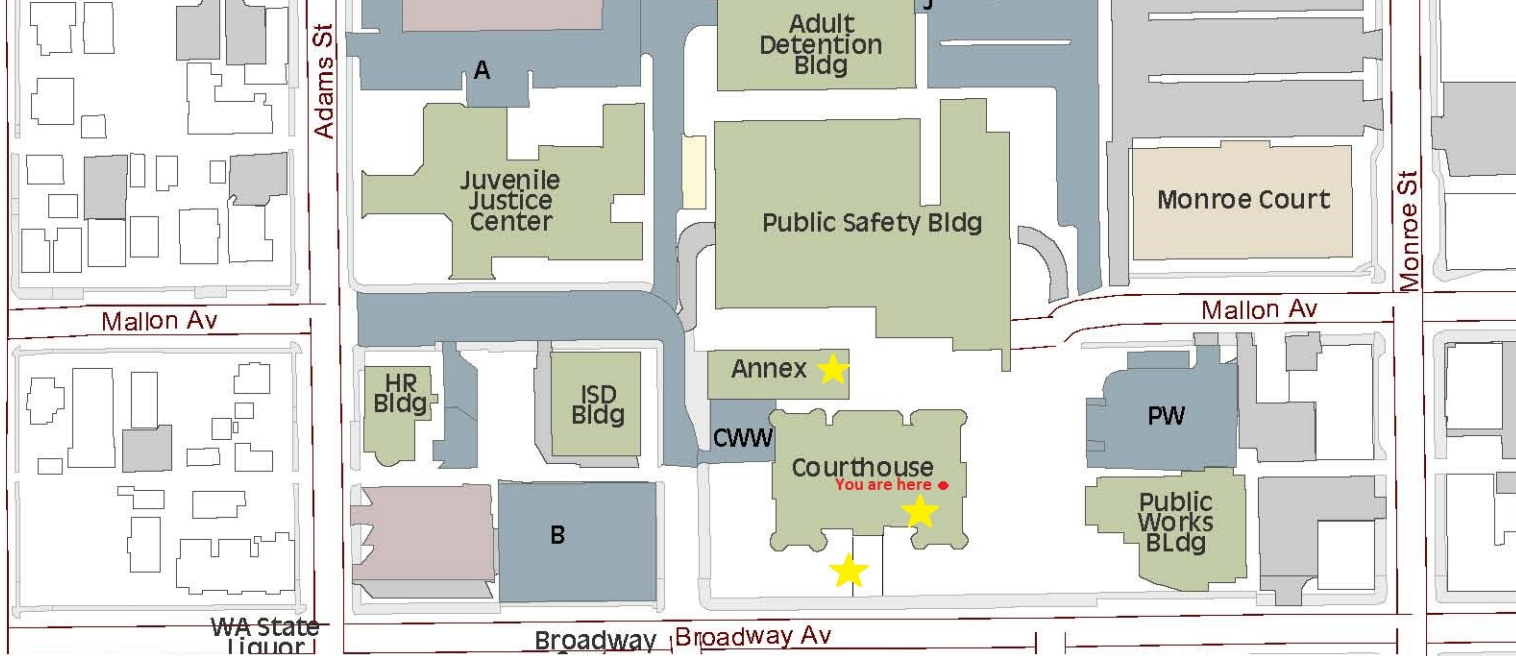 J
Adult
Detention
Bldg
A
Adams St
Juvenile
Justice
Center
Public Safety Bldg
Monroe Court
Monroe St
Mallon Av
Mallon Av
Annex
HR
Bldg
ISD
Bldg
CWW
PW
Courthouse
You are here
Public
Works
BLdg
B
WA State
Liquor
Broadway
Broadway Av